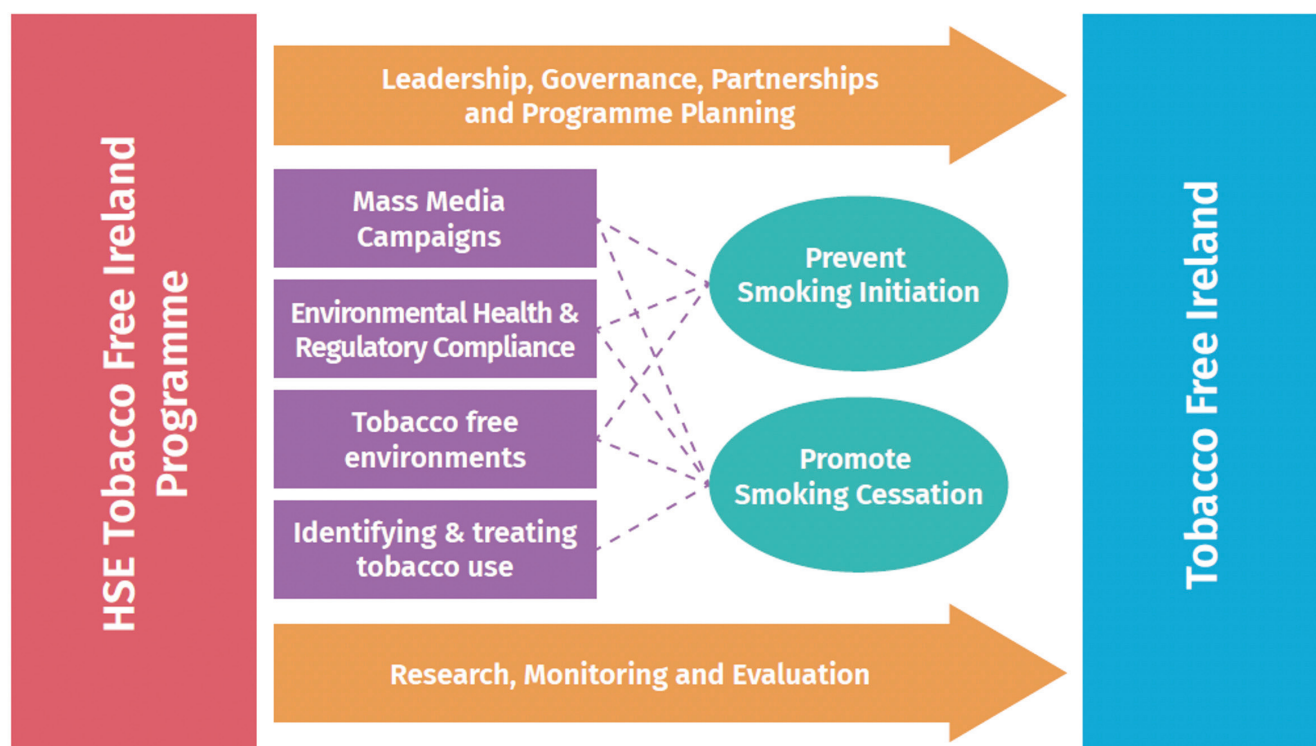 HSE Tobacco Free Ireland
Programme
Leadership, Governance, Partnerships
and Programme Planning
Mass Media
Campaigns
Environmental Health &
Regulatory Compliance
Tobacco free
environments
Identifying & treating
tobacco use
Prevent
Smoking Initiation
Promote
Smoking Cessation
Research, Monitoring and Evaluation
Tobacco Free Ireland